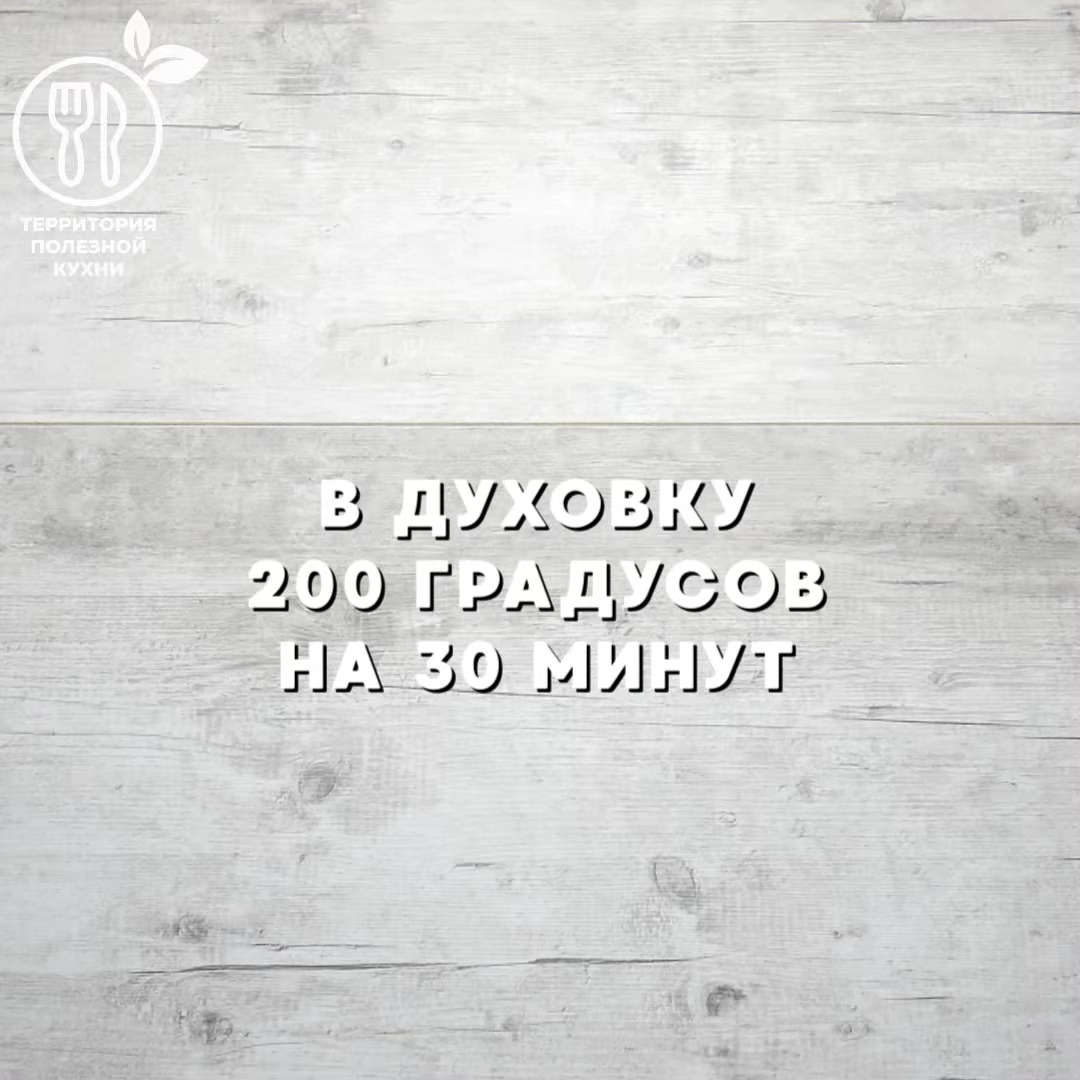 ТЕРРИТОРИЯ
ПОЛЕЗНОЙ
КУХНИ
В ДУХОВКУ
200 ГРАДУСОВ
НА 30 МИНУТ